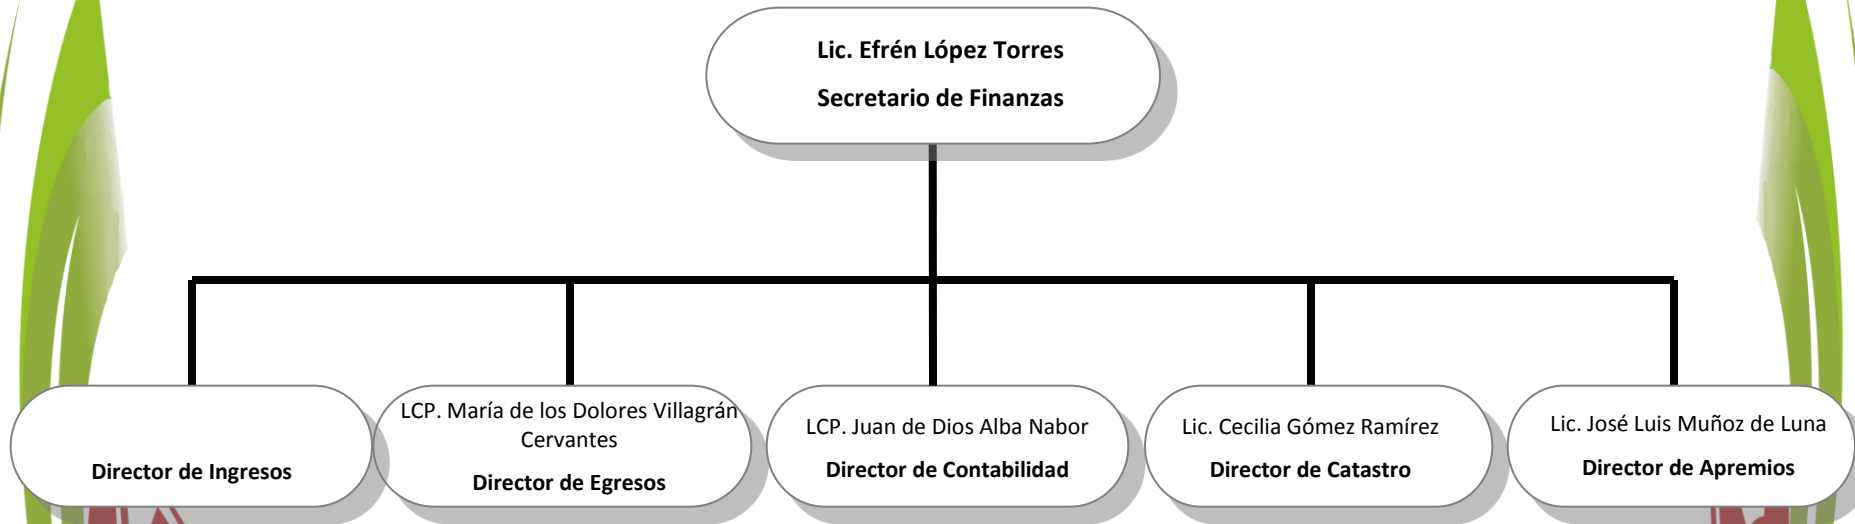 Lic. Efrén López Torres
Secretario de Finanzas
Director de Ingresos
LCP. María de los Dolores Villagrán
Cervantes
Director de Egresos
LCP. Juan de Dios Alba Nabor
Director de Contabilidad
Lic. Cecilia Gómez Ramírez
Director de Catastro
Lic. José Luis Muñoz de Luna
Director de Apremios